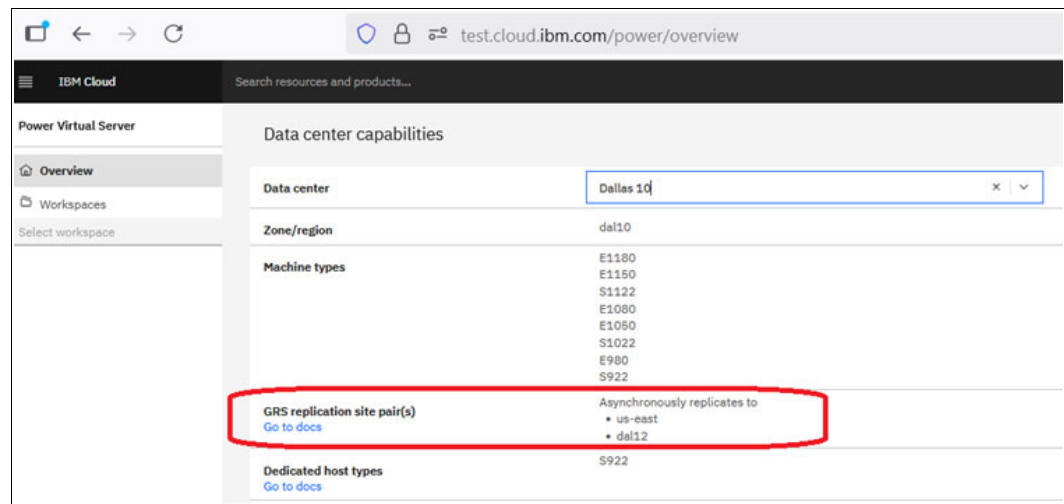 test.cloud.ibm.com/power/overview
IBM Cloud
Search resources and products...
Power Virtual Server
Overview
Workspaces
Select workspace
Data center capabilities
Data center
Dallas 10
Zone/region
dal10
Machine types
E1180
E1150
S1122
E1080
E1050
S1022
E980
S922
GRS replication site pair(s)
Go to docs
Asynchronously replicates to
• us-east
• dal12
Dedicated host types
Go to docs
S922